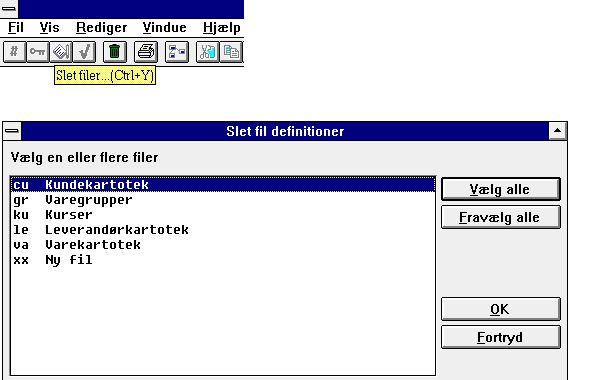 Fil Vis Rediger Vindue Hjælp
#
Slet filer...(Ctrl+Y)
Slet fil definitioner
Vælg en eller flere filer
cu Kundekartotek
gr Varegrupper
ku Kurser
le Leverandørkartotek
va Varekartotek
xx Ny fil
Vælg alle
Fravælg alle
OK
Fortryd